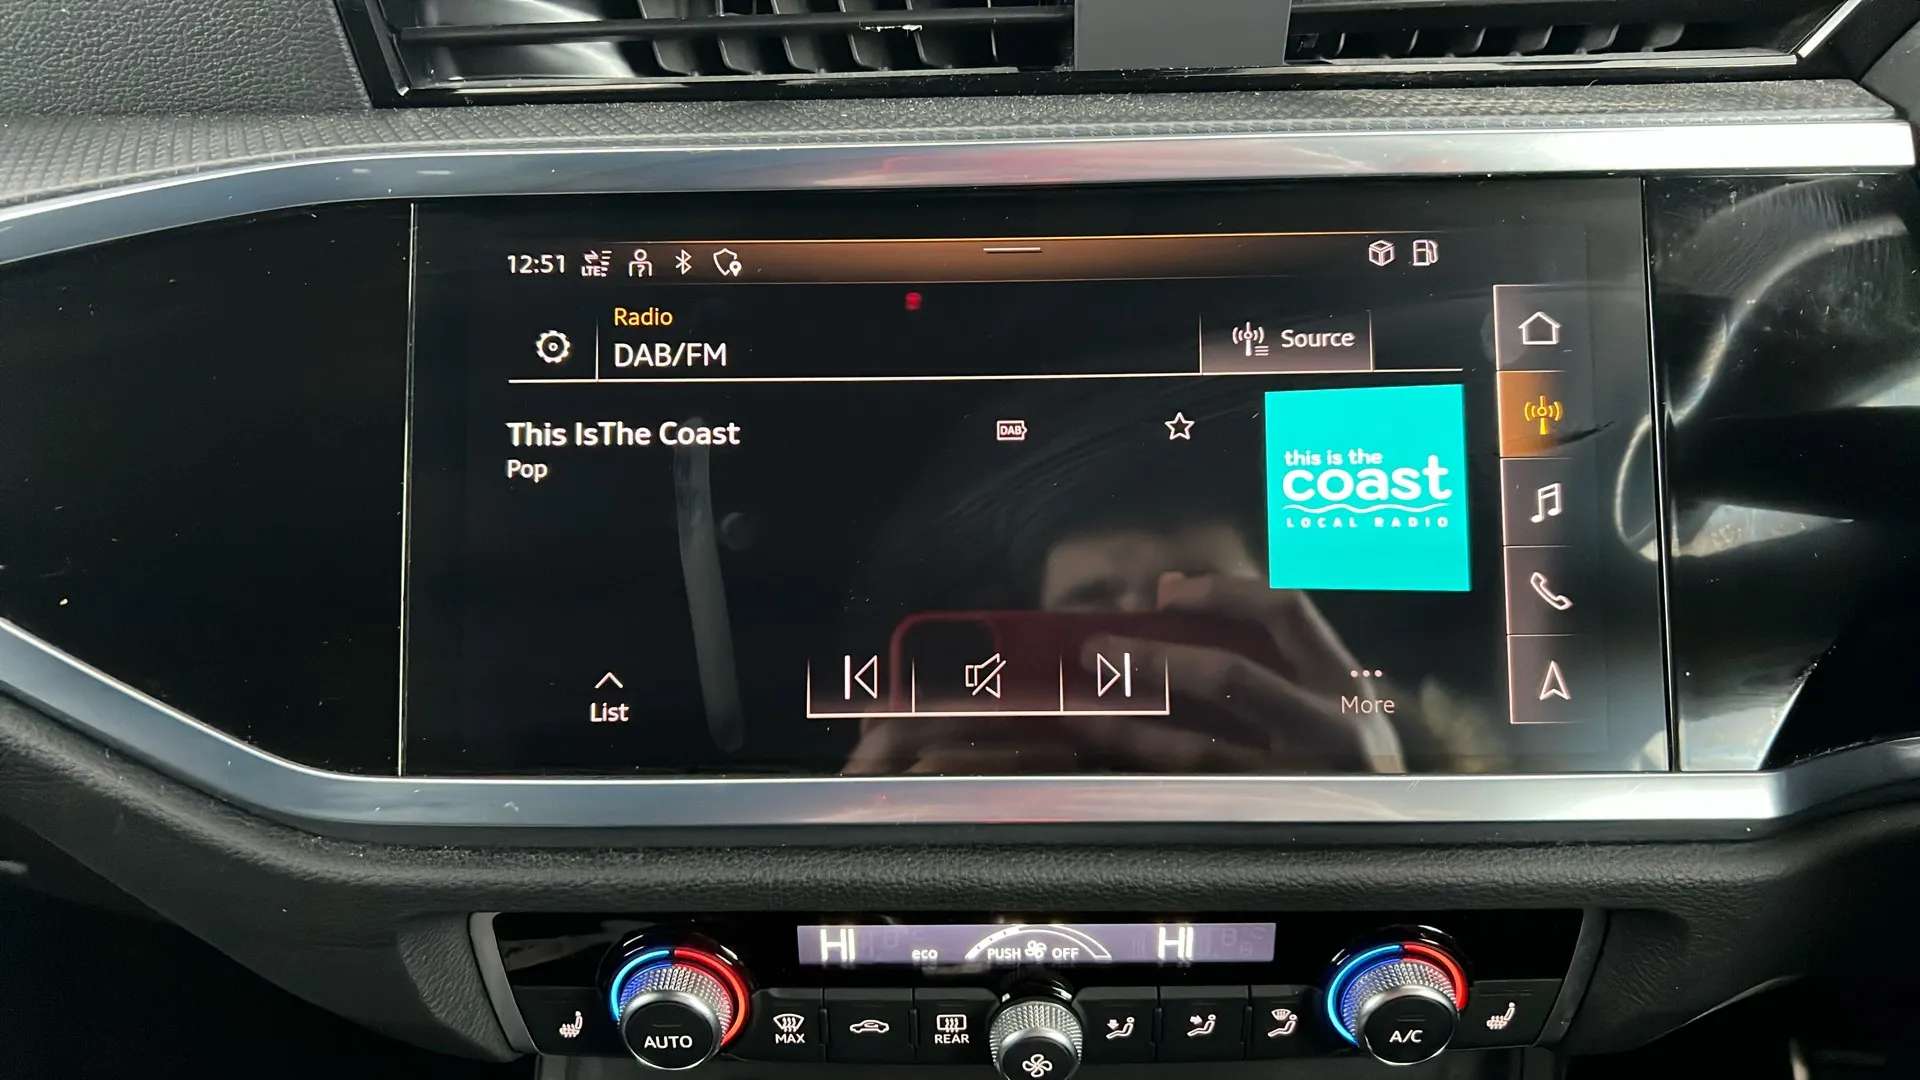 12:51 LTE
Radio
DAB/FM
Source
This IsThe Coast
DAB
Pop
this is the
coast
LOCAL RADIO
List
More
HI eco PUSH OFF HI
AUTO
MAX
REAR
A/C